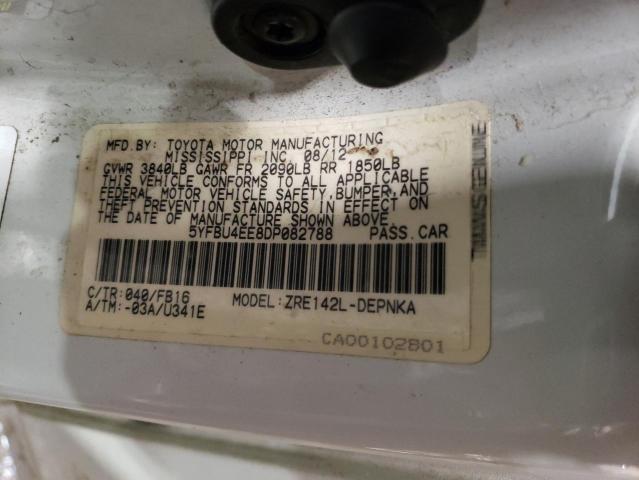 MFD.BY: TOYOTA MOTOR MANUFACTURING
MISSISSIPPI INC 08/12
GVWR 3840LB GAWR FR 2090LB RR 1850LB
THIS VEHICLE CONFORMS TO ALL APPLICABLE
FEDERAL MOTOR VEHICLE SAFETY, BUMPER, AND
THEFT PREVENTION STANDARDS IN EFFECT ON
THE DATE OF MANUFACTURE SHOWN ABOVE.
5YFBU4EE8DP082788 PASS.CAR
C/TR:040/FB16 MODEL:ZRE142L-DEPNKA
A/TM:-03A/U341E
CA00102801